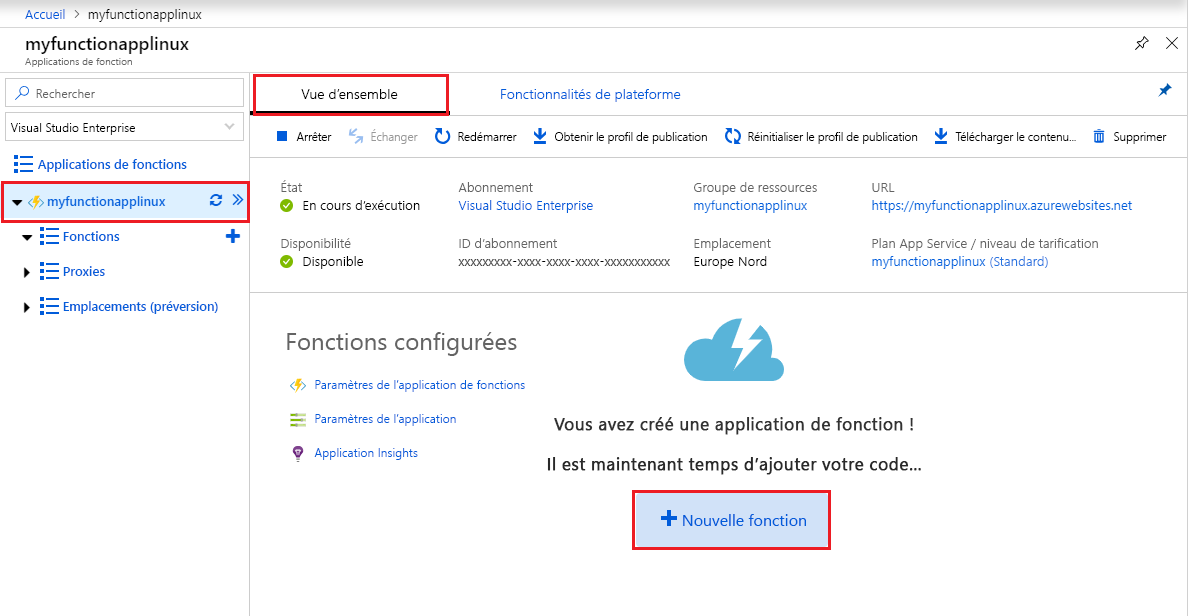 Accueil > myfunctionapplinux
myfunctionapplinux
Applications de fonction
Rechercher
Visual Studio Enterprise
Applications de fonctions
myfunctionapplinux
Fonctions
Proxies
Emplacements (préversion)
Vue d'ensemble Fonctionnalités de plateforme
Arrêter Échanger Redémarrer Obtenir le profil de publication Réinitialiser le profil de publication Télécharger le contenu... Supprimer
État Abonnement Groupe de ressources URL
En cours d'exécution Visual Studio Enterprise myfunctionapplinux https://myfunctionapplinux.azurewebsites.net
Disponibilité ID d'abonnement Emplacement Plan App Service / niveau de tarification
Disponible xxxxxxxxx-xxxx-xxxx-xxxx-xxxxxxxxxxx Europe Nord myfunctionapplinux (Standard)
Fonctions configurées
Paramètres de l'application de fonctions
Paramètres de l'application
Application Insights
Vous avez créé une application de fonction !
Il est maintenant temps d'ajouter votre code...
Nouvelle fonction